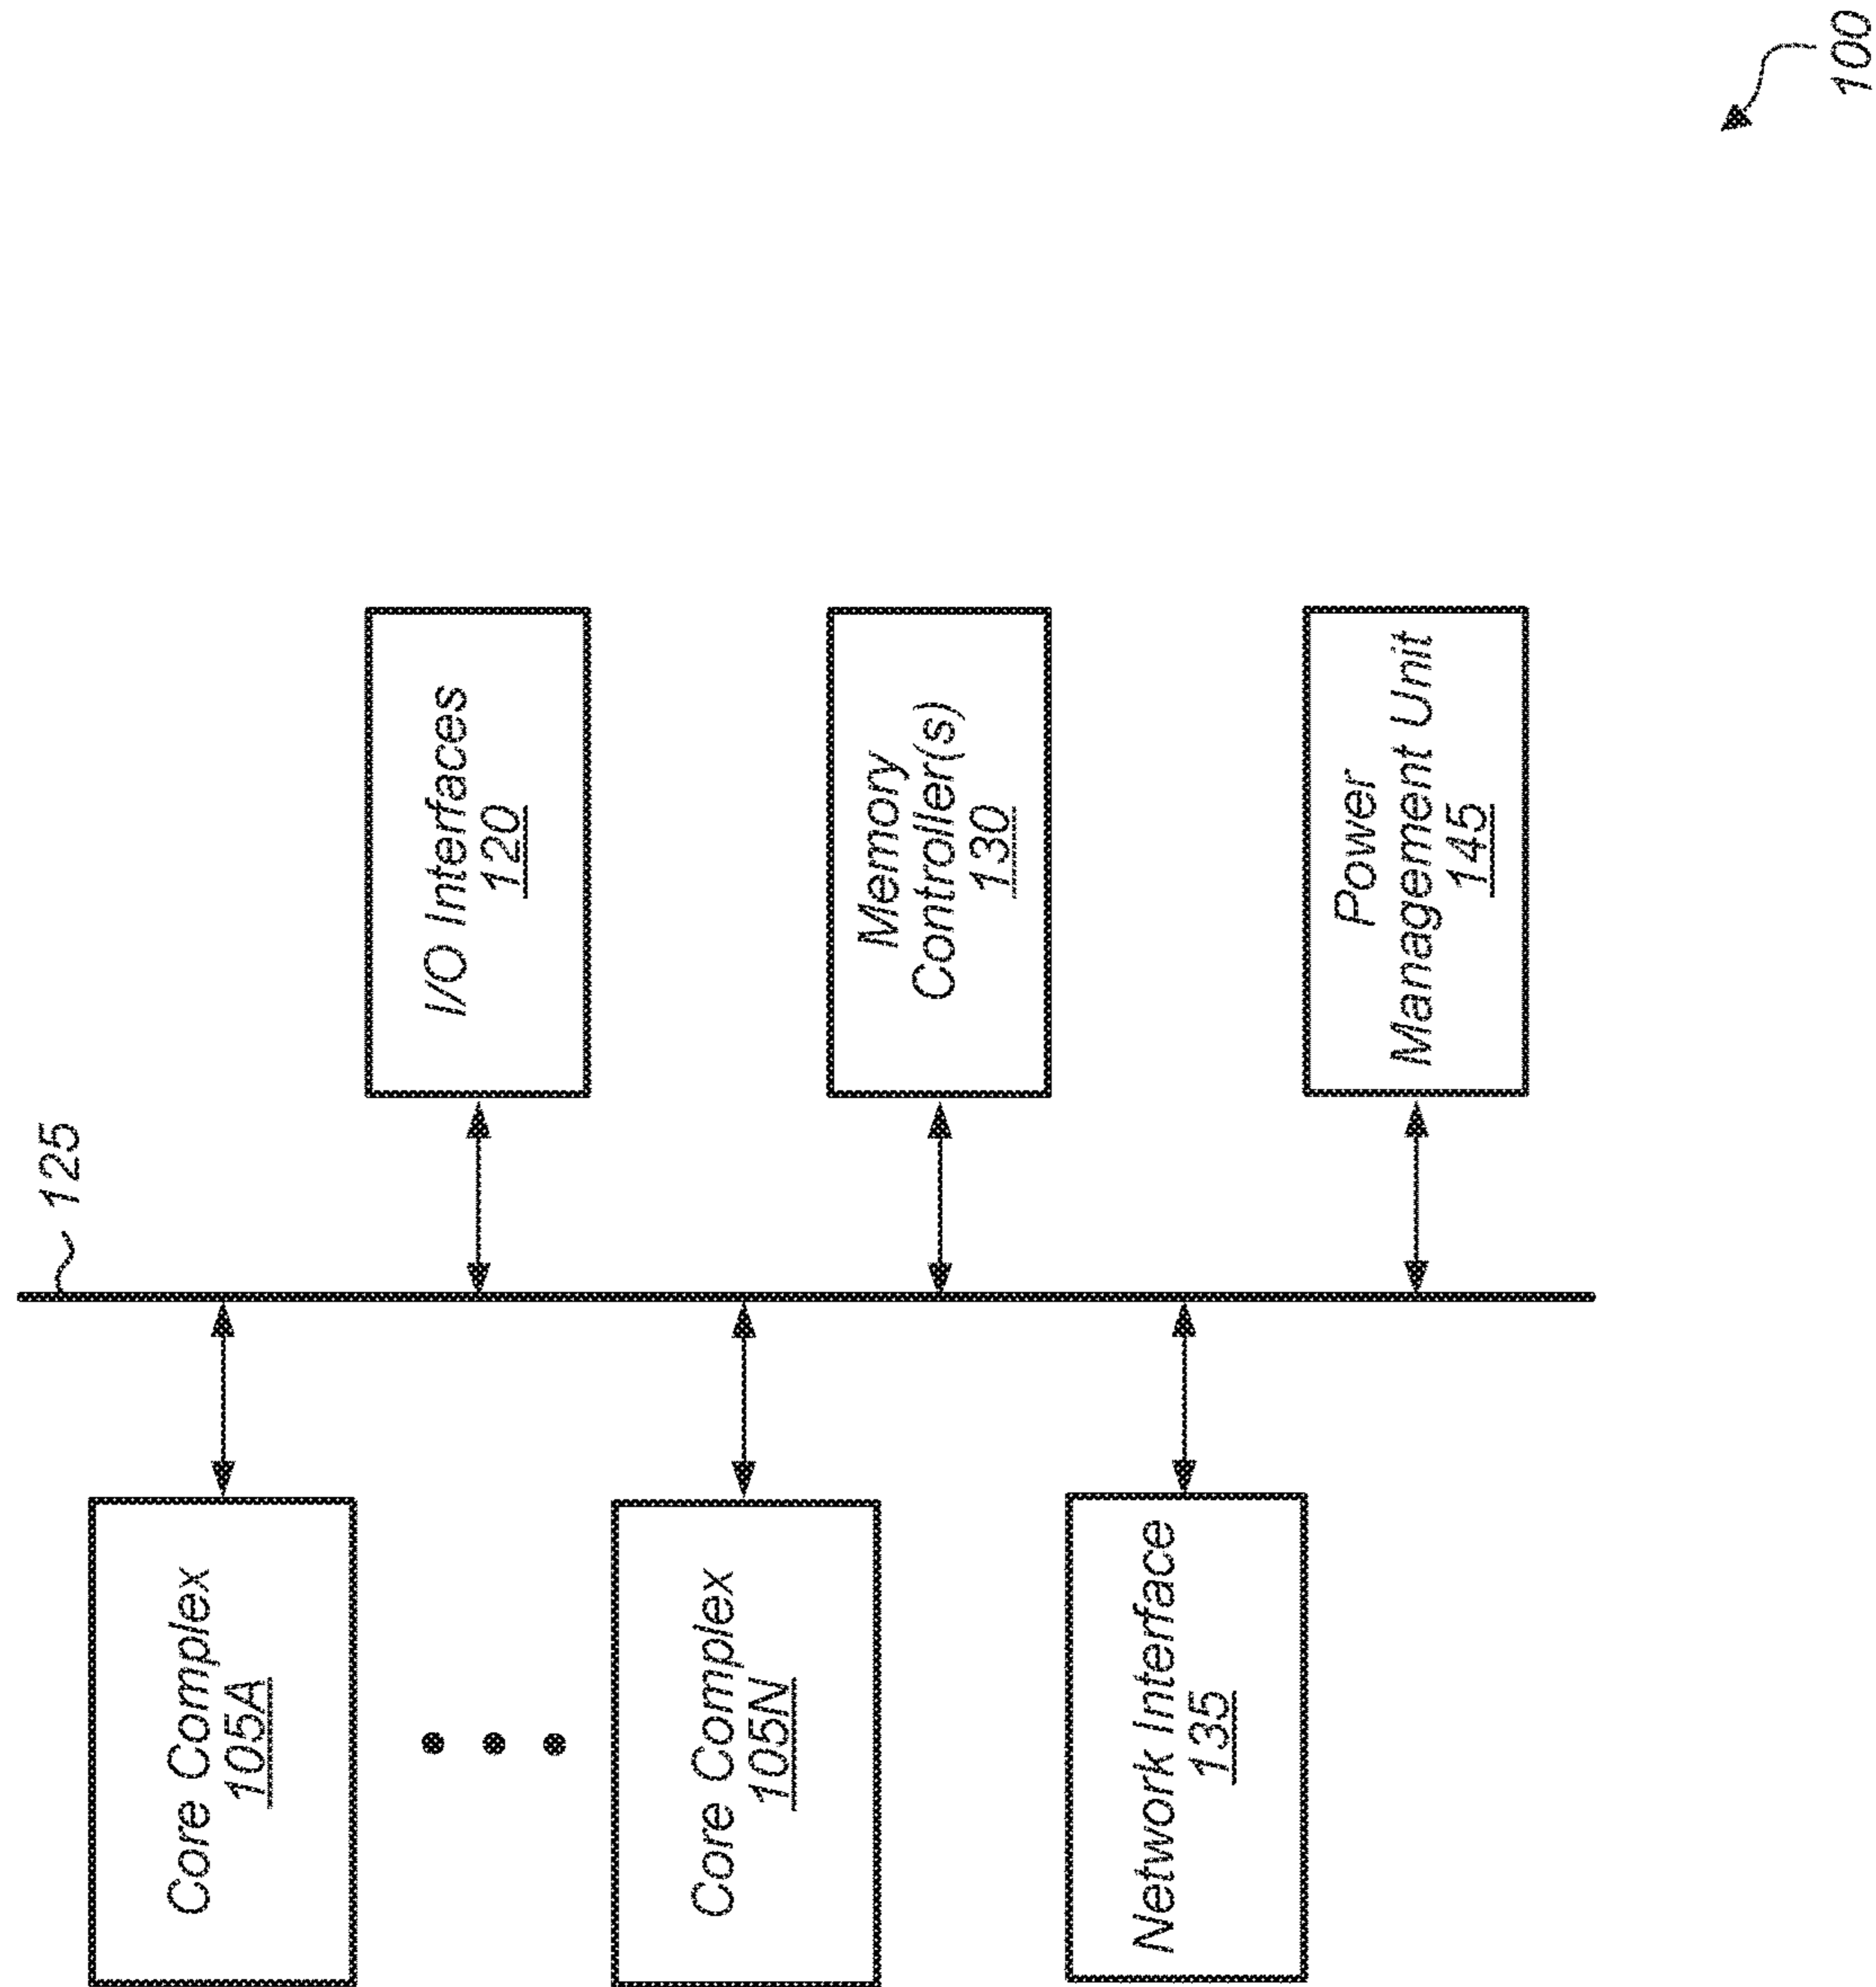 Core Complex
105A
Core Complex
105N
Network Interface
135
125
I/O Interfaces
120
Memory
Controller(s)
130
Power
Management Unit
145
100